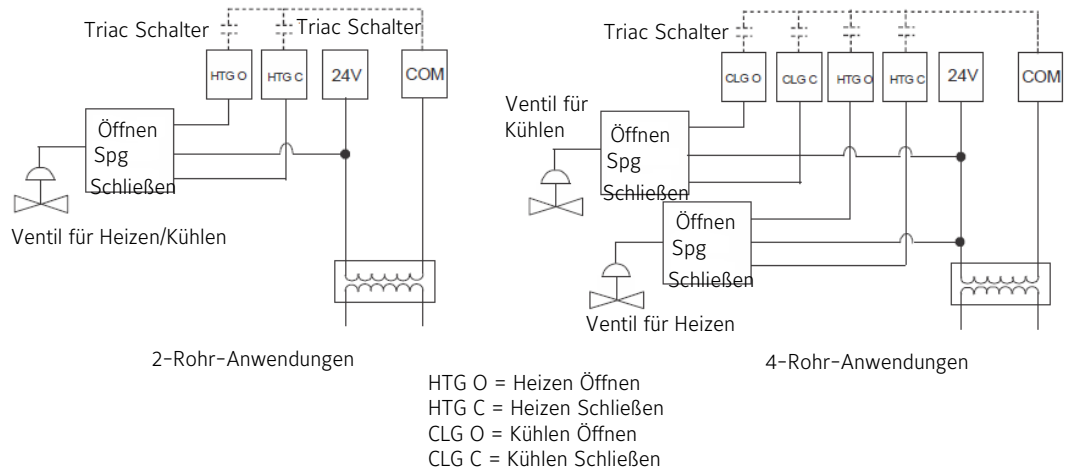 Triac Schalter
Triac Schalter
HTG O
HTG C
24V
COM
Öffnen
Spg
Schließen
Ventil für Heizen/Kühlen
2-Rohr-Anwendungen
Triac Schalter
CLG O
CLG C
HTG O
HTG C
24V
COM
Ventil für
Kühlen
Öffnen
Spg
Schließen
Öffnen
Spg
Schließen
Ventil für Heizen
4-Rohr-Anwendungen
HTG O = Heizen Öffnen
HTG C = Heizen Schließen
CLG O = Kühlen Öffnen
CLG C = Kühlen Schließen